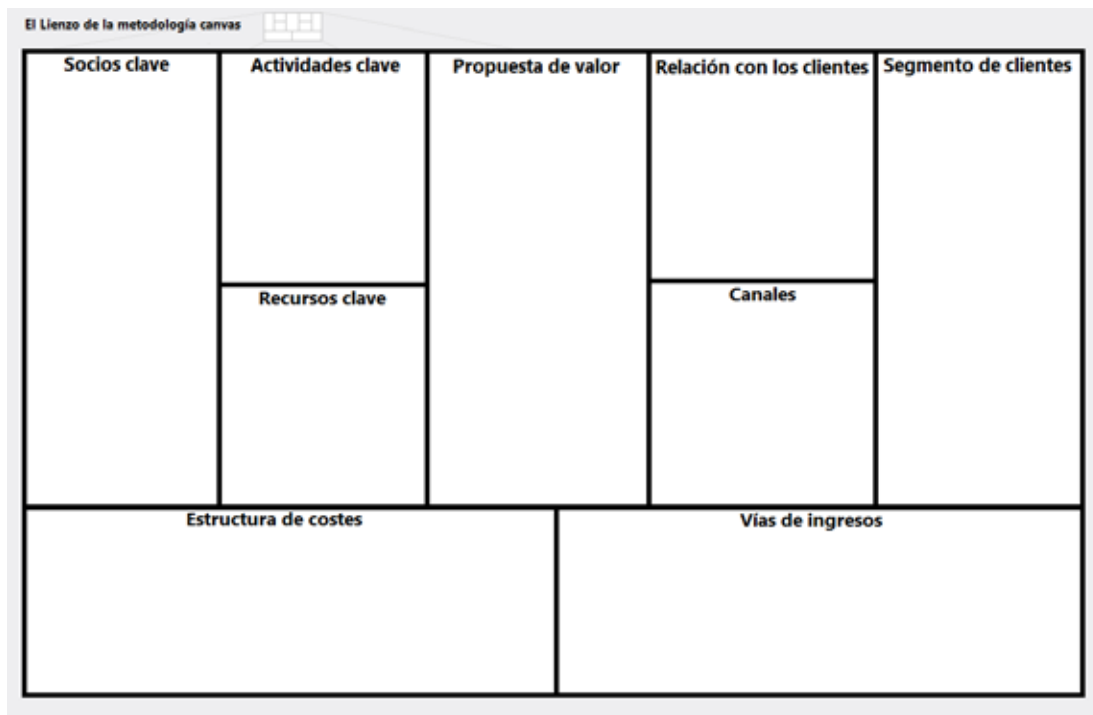 El Lienzo de la metodología canvas
Socios clave
Actividades clave
Propuesta de valor
Relación con los clientes
Segmento de clientes
Recursos clave
Canales
Estructura de costes
Vías de ingresos